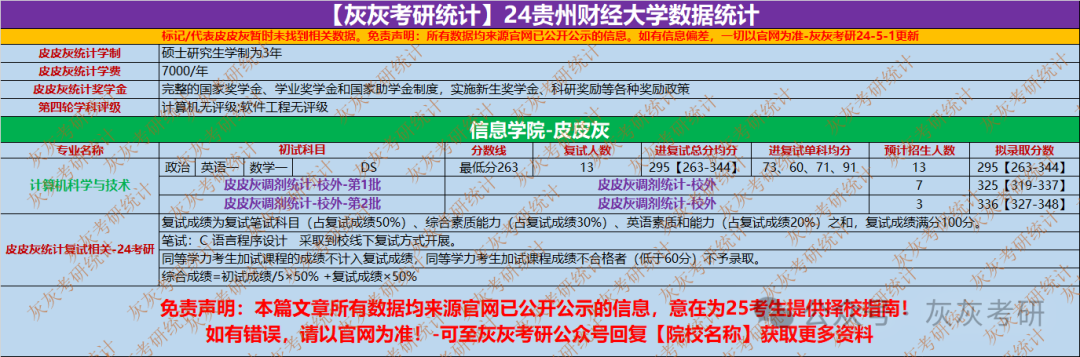 【灰灰考研统计】24贵州财经大学数据统计
标记/代表皮皮灰暂时未找到相关数据。免责声明：所有数据均来源官网已公开公示的信息。如有信息偏差，一切以官网为准-灰灰考研24-5-1更新
皮皮灰统计学制 硕士研究生学制为3年
皮皮灰统计学费 7000/年
皮皮灰统计奖学金 完整的国家奖学金、学业奖学金和国家助学金制度，实施新生奖学金、科研奖励等各种奖励政策
第四轮学科评级 计算机无评级;软件工程无评级
信息学院-皮皮灰
专业名称 初试科目 分数线 复试人数 进复试总分均分 进复试单科均分 预计招生人数 拟录取分数
计算机科学与技术 政治 英语一 数学一 DS 最低分263 13 295【263-344】 73、60、71、91 13 295【263-344】
皮皮灰调剂统计-校外-第1批 皮皮灰调剂统计-校外 7 325【319-337】
皮皮灰调剂统计-校外-第2批 皮皮灰调剂统计-校外 3 336【327-348】
皮皮灰统计复试相关-24考研 复试成绩为复试笔试科目（占复试成绩50%）、综合素质能力（占复试成绩30%）、英语素质和能力（占复试成绩20%）之和，复试成绩满分100分。
笔试：C 语言程序设计 采取到校线下复试方式开展。
同等学力考生加试课程的成绩不计入复试成绩，同等学力考生加试课程成绩不合格者（低于60分）不予录取。
综合成绩=初试成绩/5×50% +复试成绩×50%
免责声明：本篇文章所有数据均来源官网已公开公示的信息，意在为25考生提供择校指南！
如有错误，请以官网为准！-可至灰灰考研公众号回复【院校名称】获取更多资料
公众号 灰灰考研